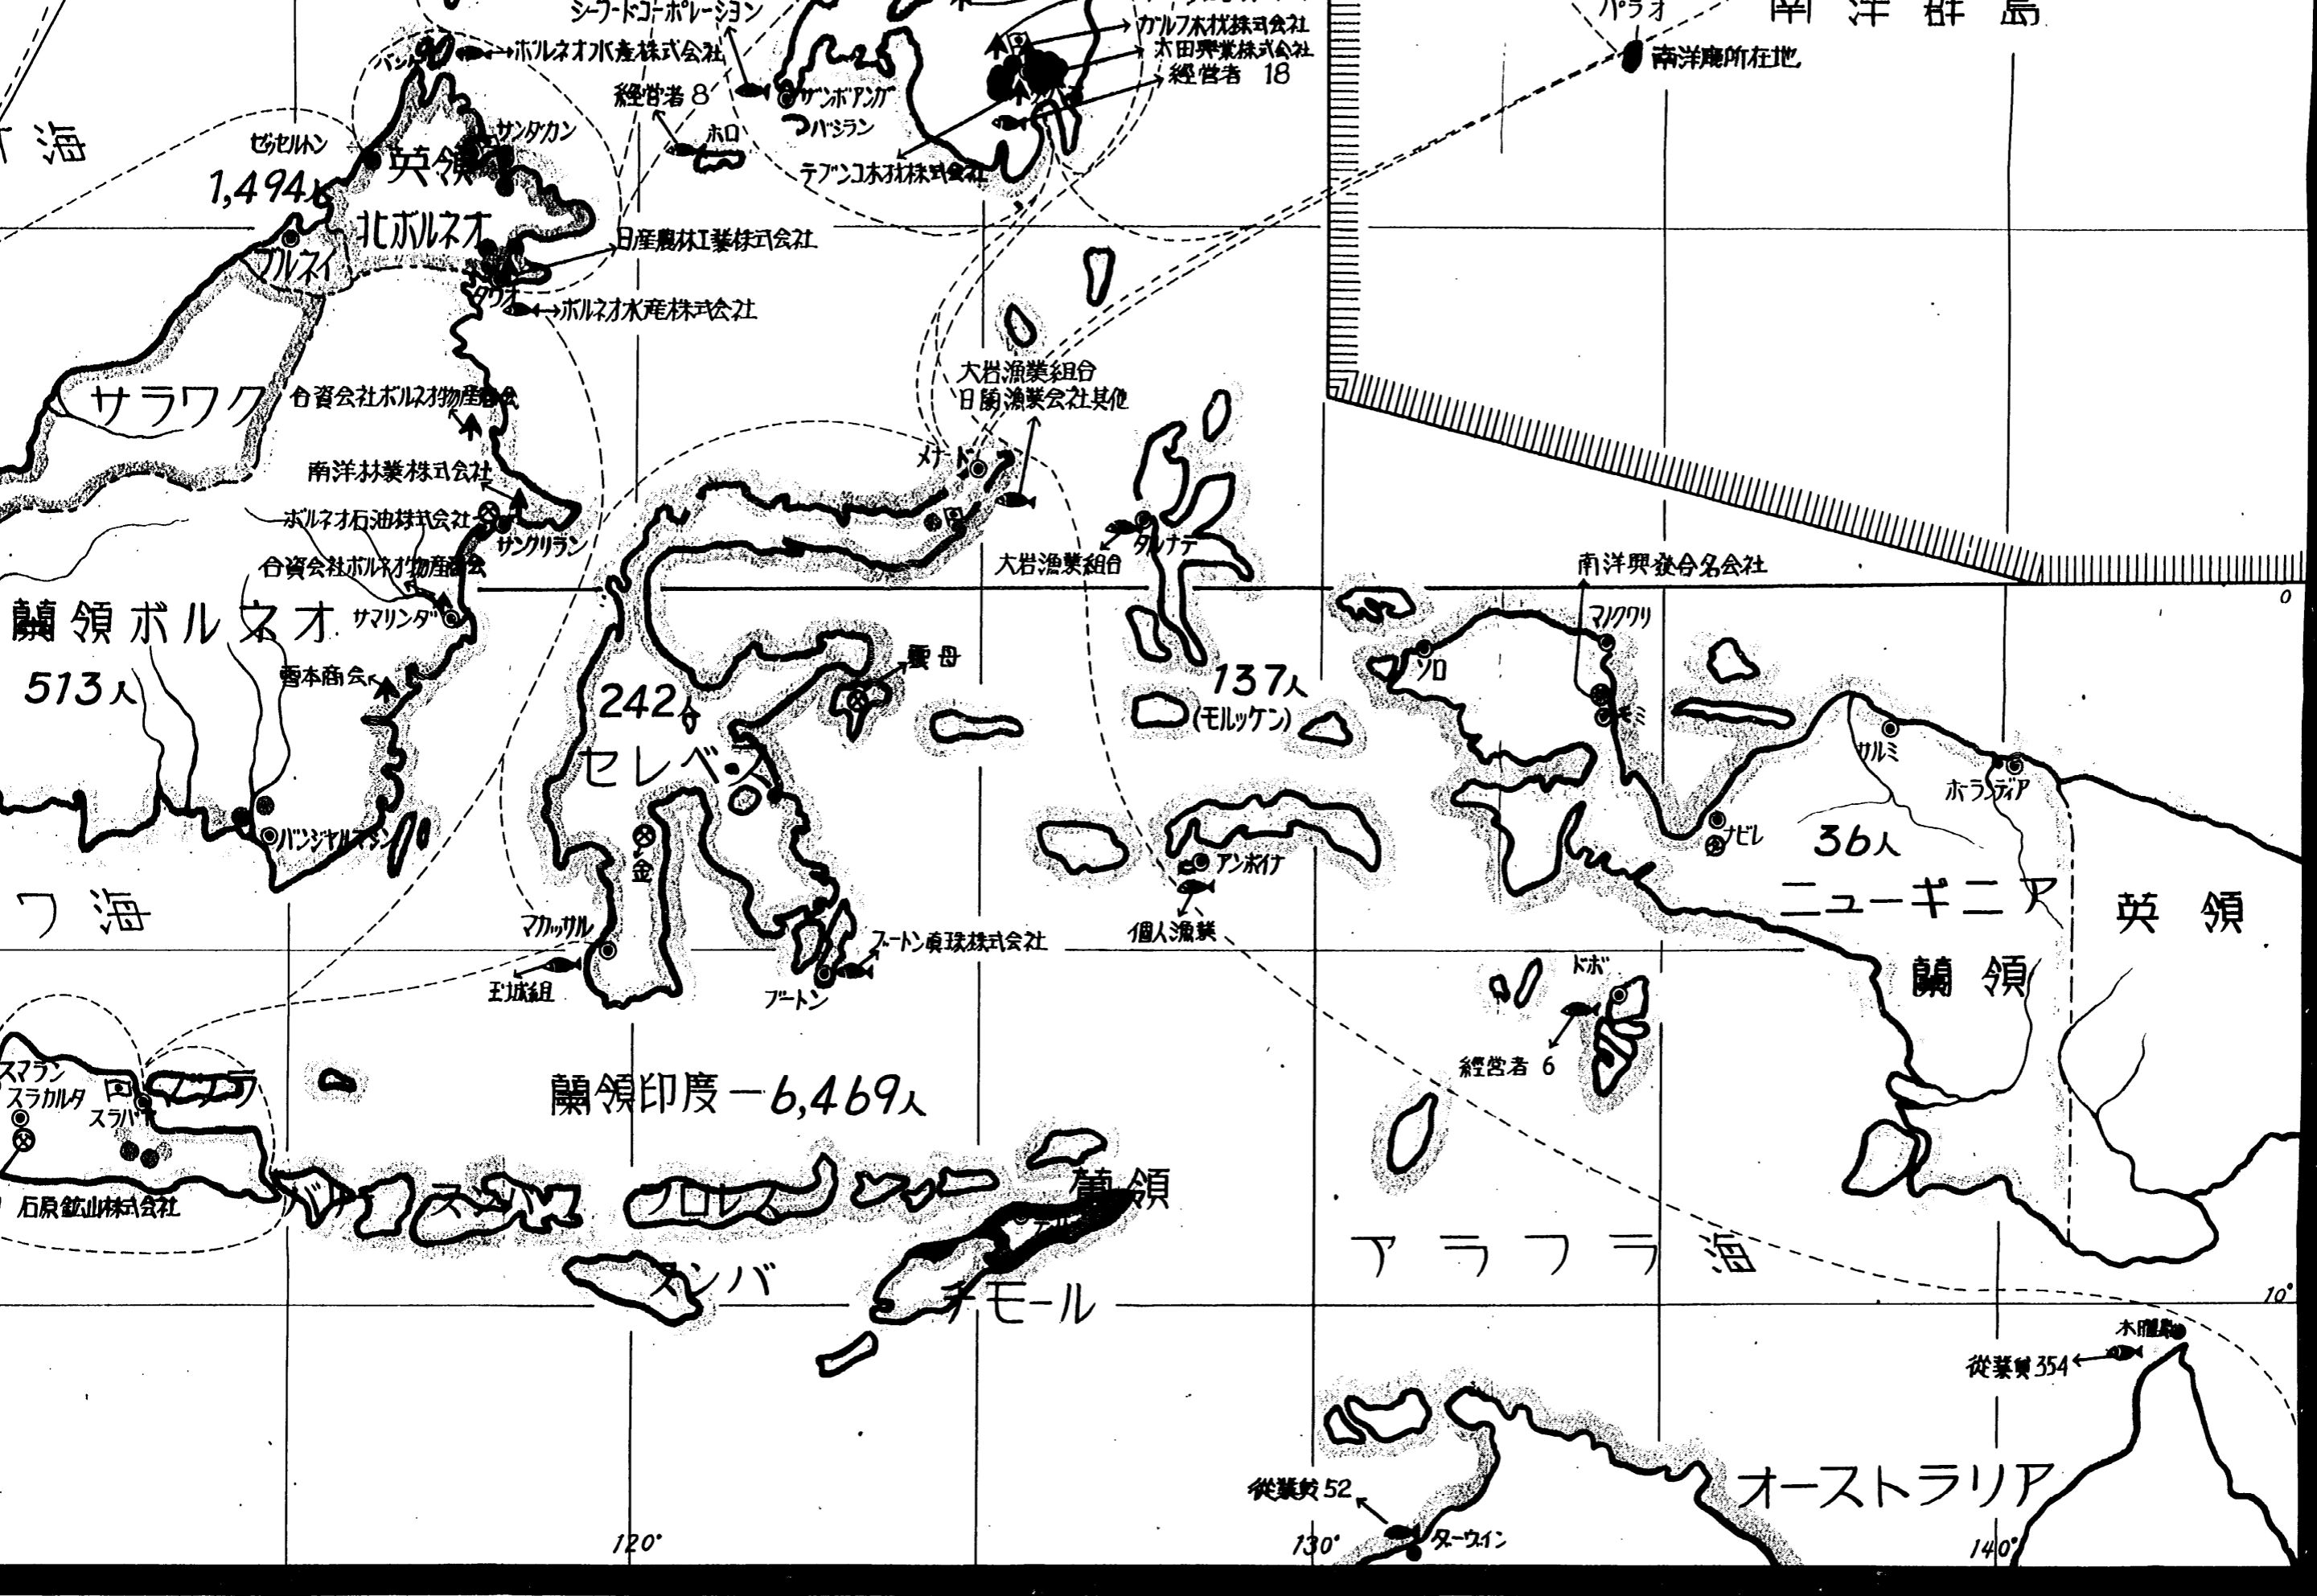 シーフードコーポレーション
カルフ木材株式会社
太田興業株式会社
経営者 18
パラオ
南洋群島
南洋廳所在地
ボルネオ水産株式会社
経営者 8
ザンボアンガ
バシラン
ホロ
テブンコ木材株式会社
海
ゼッセルトン
サンダカン
1,494人
英領
北ボルネオ
ブルネイ
日産農林工業株式会社
タワオ
ボルネオ水産株式会社
サラワク
合資会社ボルネオ物産商会
大岩漁業組合
日蘭漁業会社其他
メナードン
南洋林業株式会社
ボルネオ石油株式会社
サンクリラン
合資会社ボルネオ物産商会
大岩漁業組合
タルナテ
南洋興發合名会社
0
蘭領ボルネオ
513人
サマリンダ
雪本商会
マノクワリ
ソロ
モミ
雲母
242人
セレベス
137人
(モルッケン)
サルミ
ホーランディア
ナビレ
36人
ニューギニア
蘭領
英領
バンジャルマシン
金
アンボイナ
個人漁業
ワ海
マカッサル
玉城組
ブートン真珠株式会社
ブートン
ドボ
経営者 6
スマラン
スラカルタ
スラバ
マヅラ
蘭領印度ー6,469人
石原鉱山株式会社
バリ
スンバワ
フロレス
蘭領
スンバ
チモール
アラフラ海
10°
木曜島
従業員354
従業員52
ダーウィン
オーストラリア
120°
130°
140°